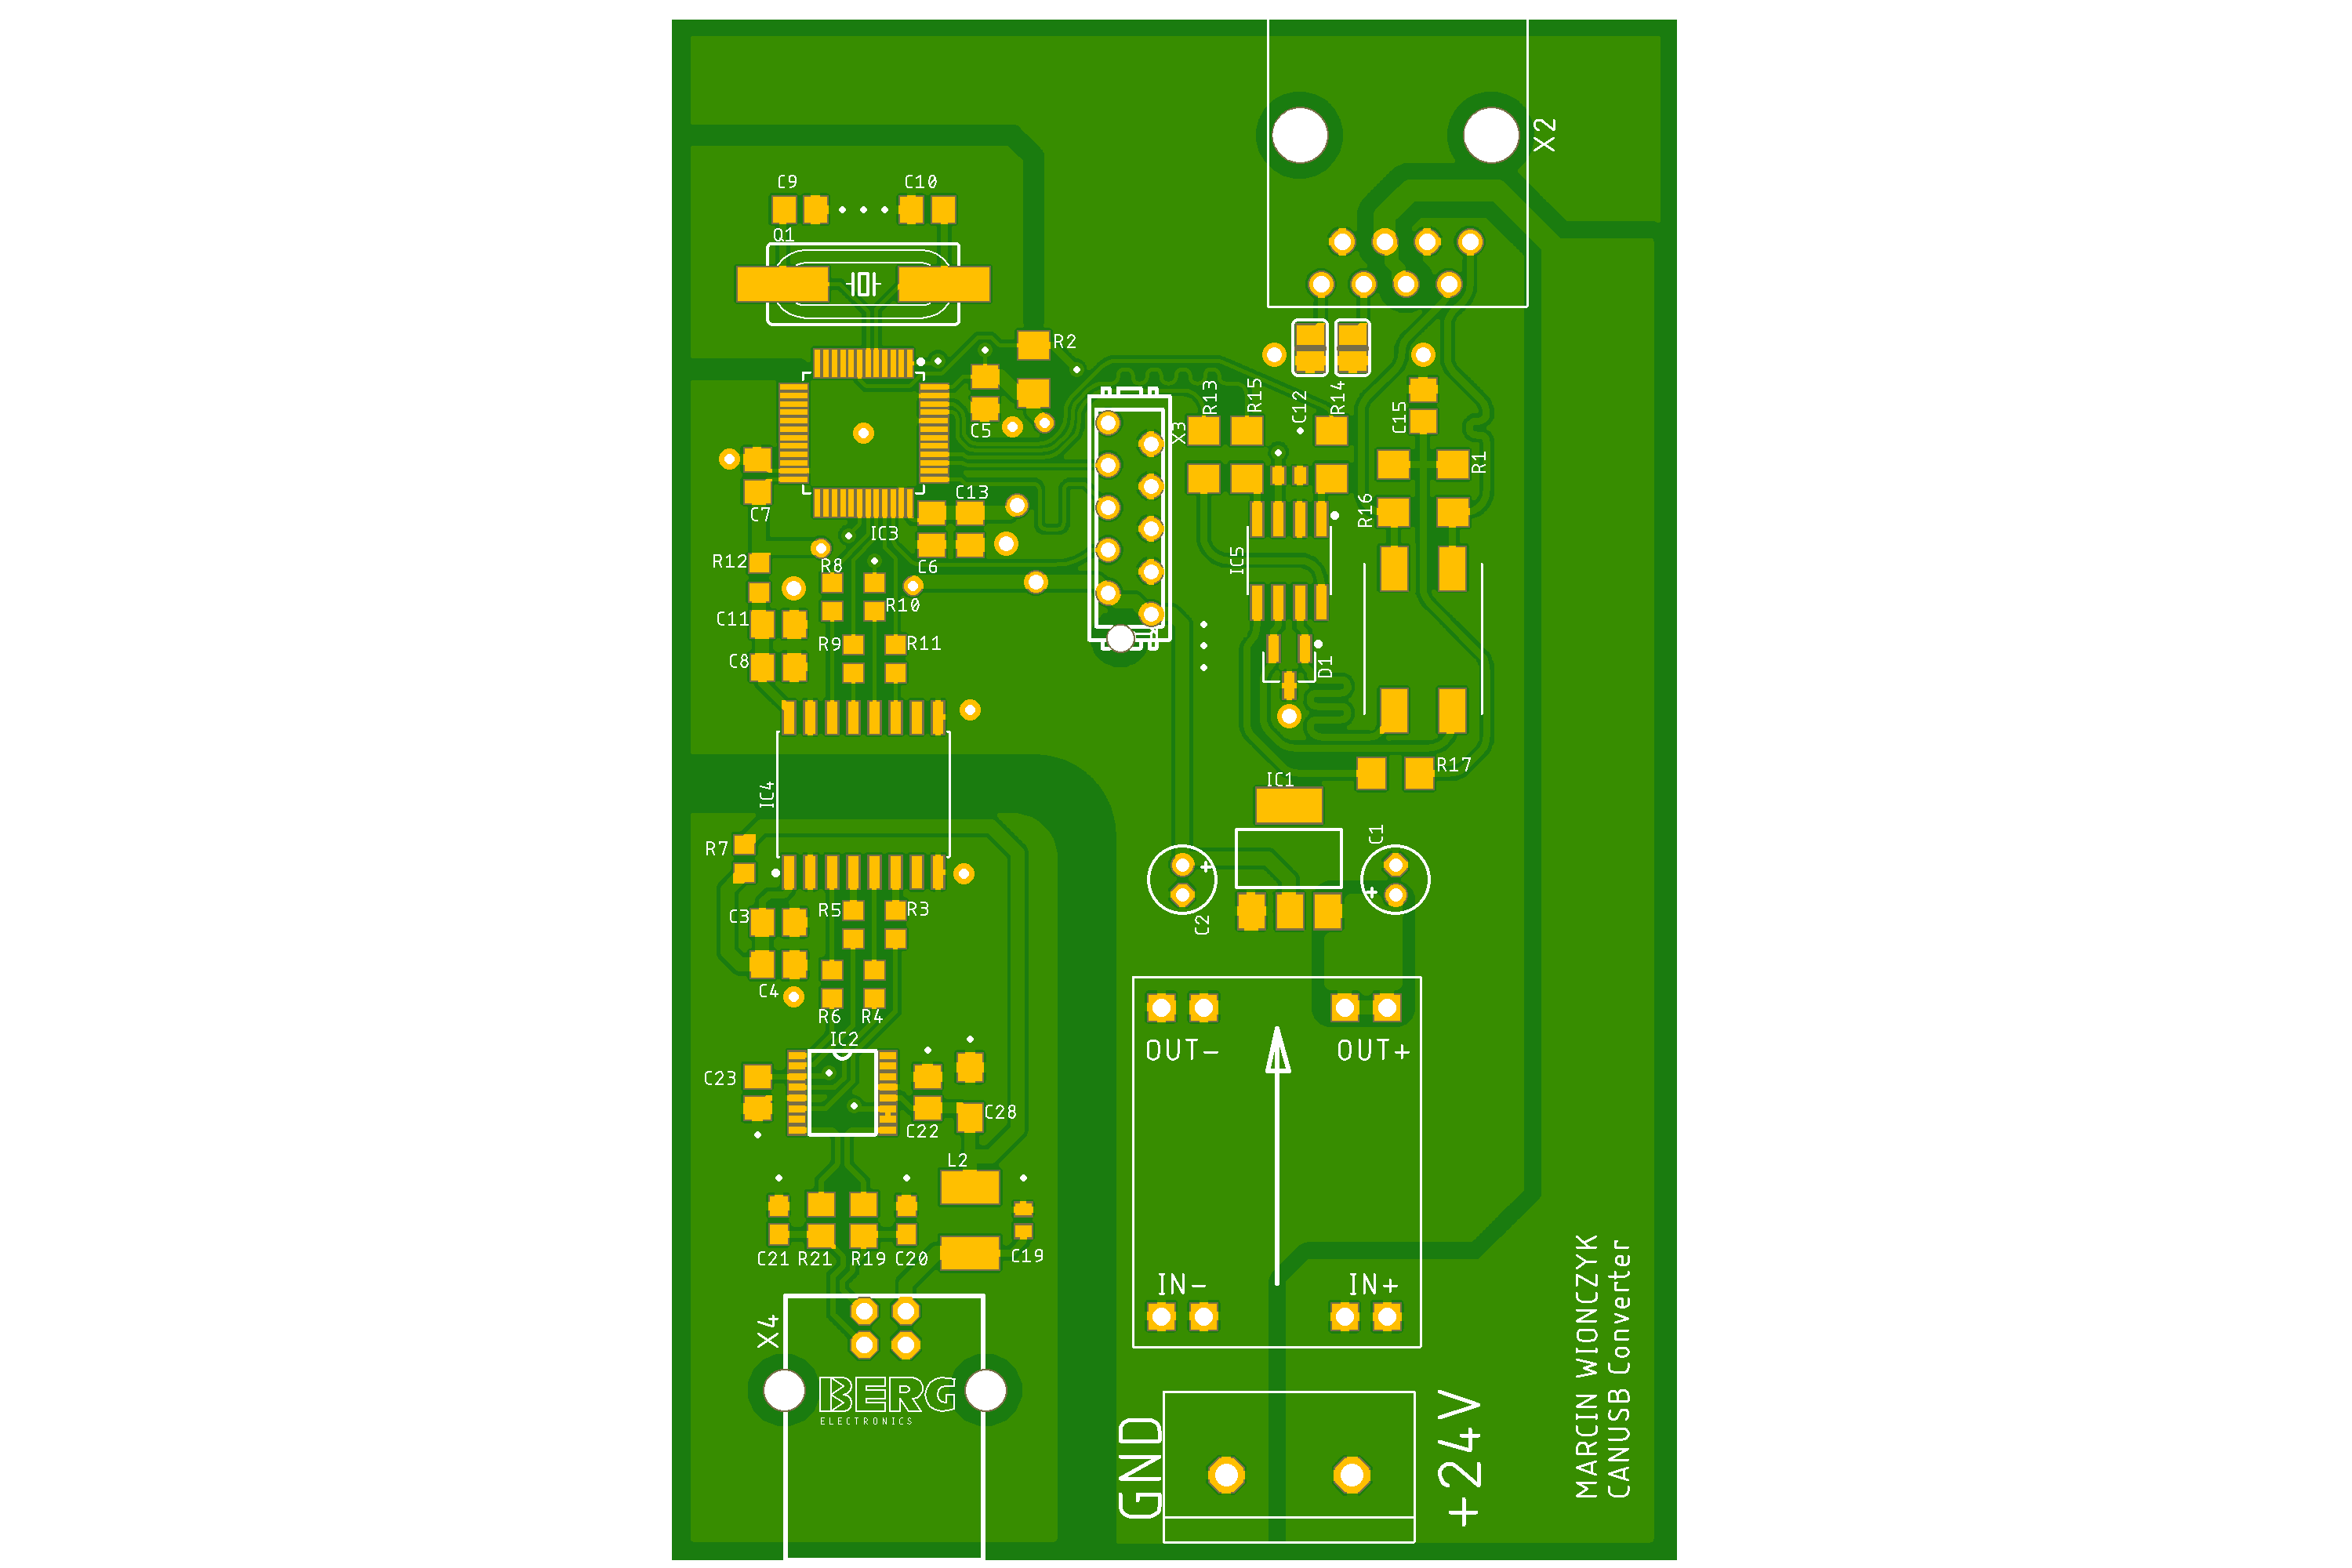 X2
C9
C10
Q1
R2
R13
R15
C12
R14
C15
C5
X3
R1
C7
C13
R16
IC3
IC5
R12
R8
C6
R10
C11
R9
R11
C8
D1
IC1
R17
IC4
C1
R7
C3
R5
R3
C2
C4
R6
R4
IC2
OUT-
OUT+
C23
C28
C22
L2
C21
R21
R19
C20
C19
IN-
IN+
X4
BERG
ELECTRONICS
GND
+24V
MARCIN WIONCZYK
CANUSB Converter